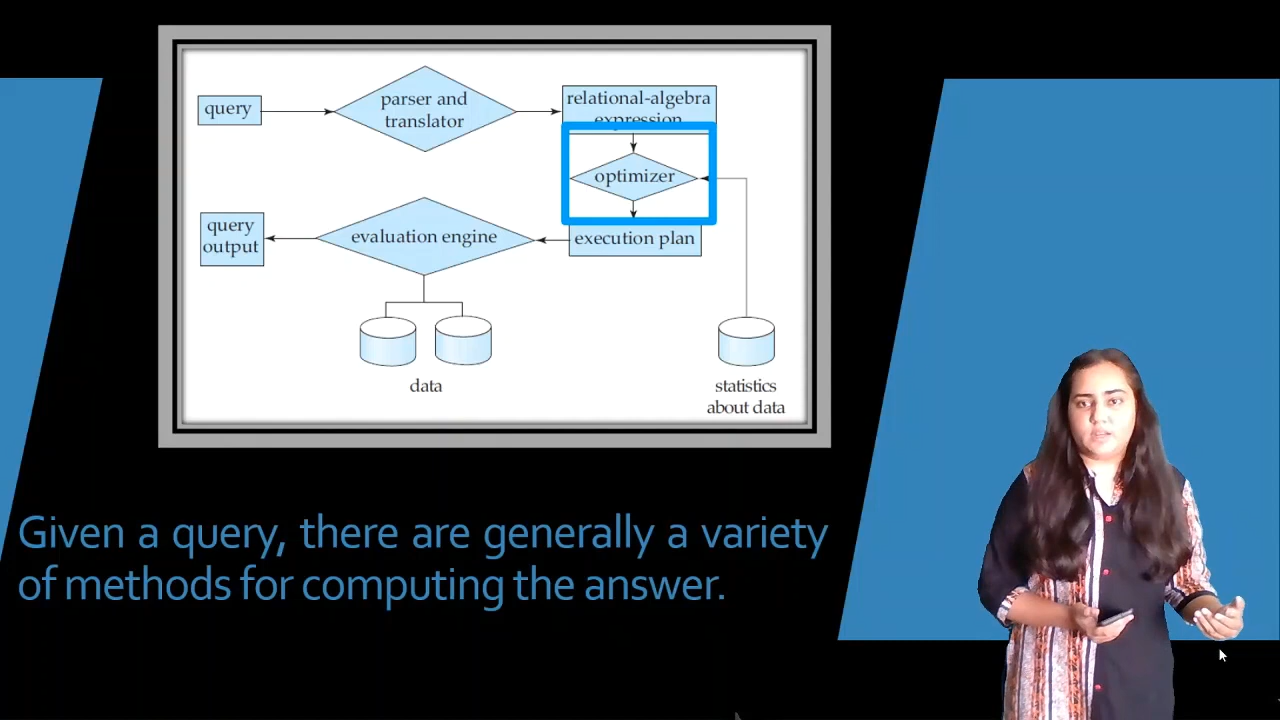 query
parser and
translator
relational-algebra
expression
optimizer
query
output
evaluation engine
execution plan
data
statistics
about data
Given a query, there are generally a variety
of methods for computing the answer.